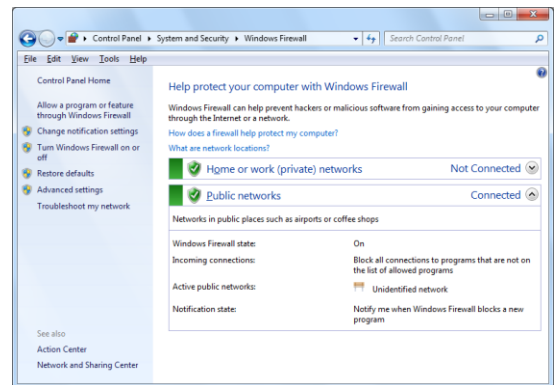 Control Panel ▸ System and Security ▸ Windows Firewall
Search Control Panel
File Edit View Tools Help
Control Panel Home
Allow a program or feature
through Windows Firewall
Change notification settings
Turn Windows Firewall on or
off
Restore defaults
Advanced settings
Troubleshoot my network
See also
Action Center
Network and Sharing Center
Help protect your computer with Windows Firewall
Windows Firewall can help prevent hackers or malicious software from gaining access to your computer
through the Internet or a network.
How does a firewall help protect my computer?
What are network locations?
Home or work (private) networks Not Connected
Public networks Connected
Networks in public places such as airports or coffee shops
Windows Firewall state: On
Incoming connections: Block all connections to programs that are not on
the list of allowed programs
Active public networks: Unidentified network
Notification state: Notify me when Windows Firewall blocks a new
program